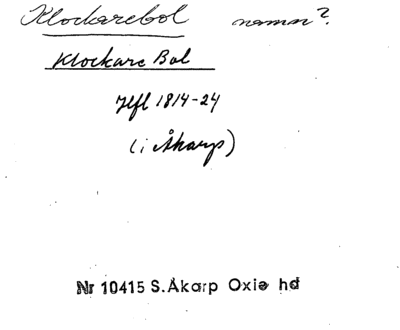 Klockarebol namn?
Klockare Bol
Hfl 1814-24
(i Åkarp)
Nr 10415 S. Åkarp Oxie hd